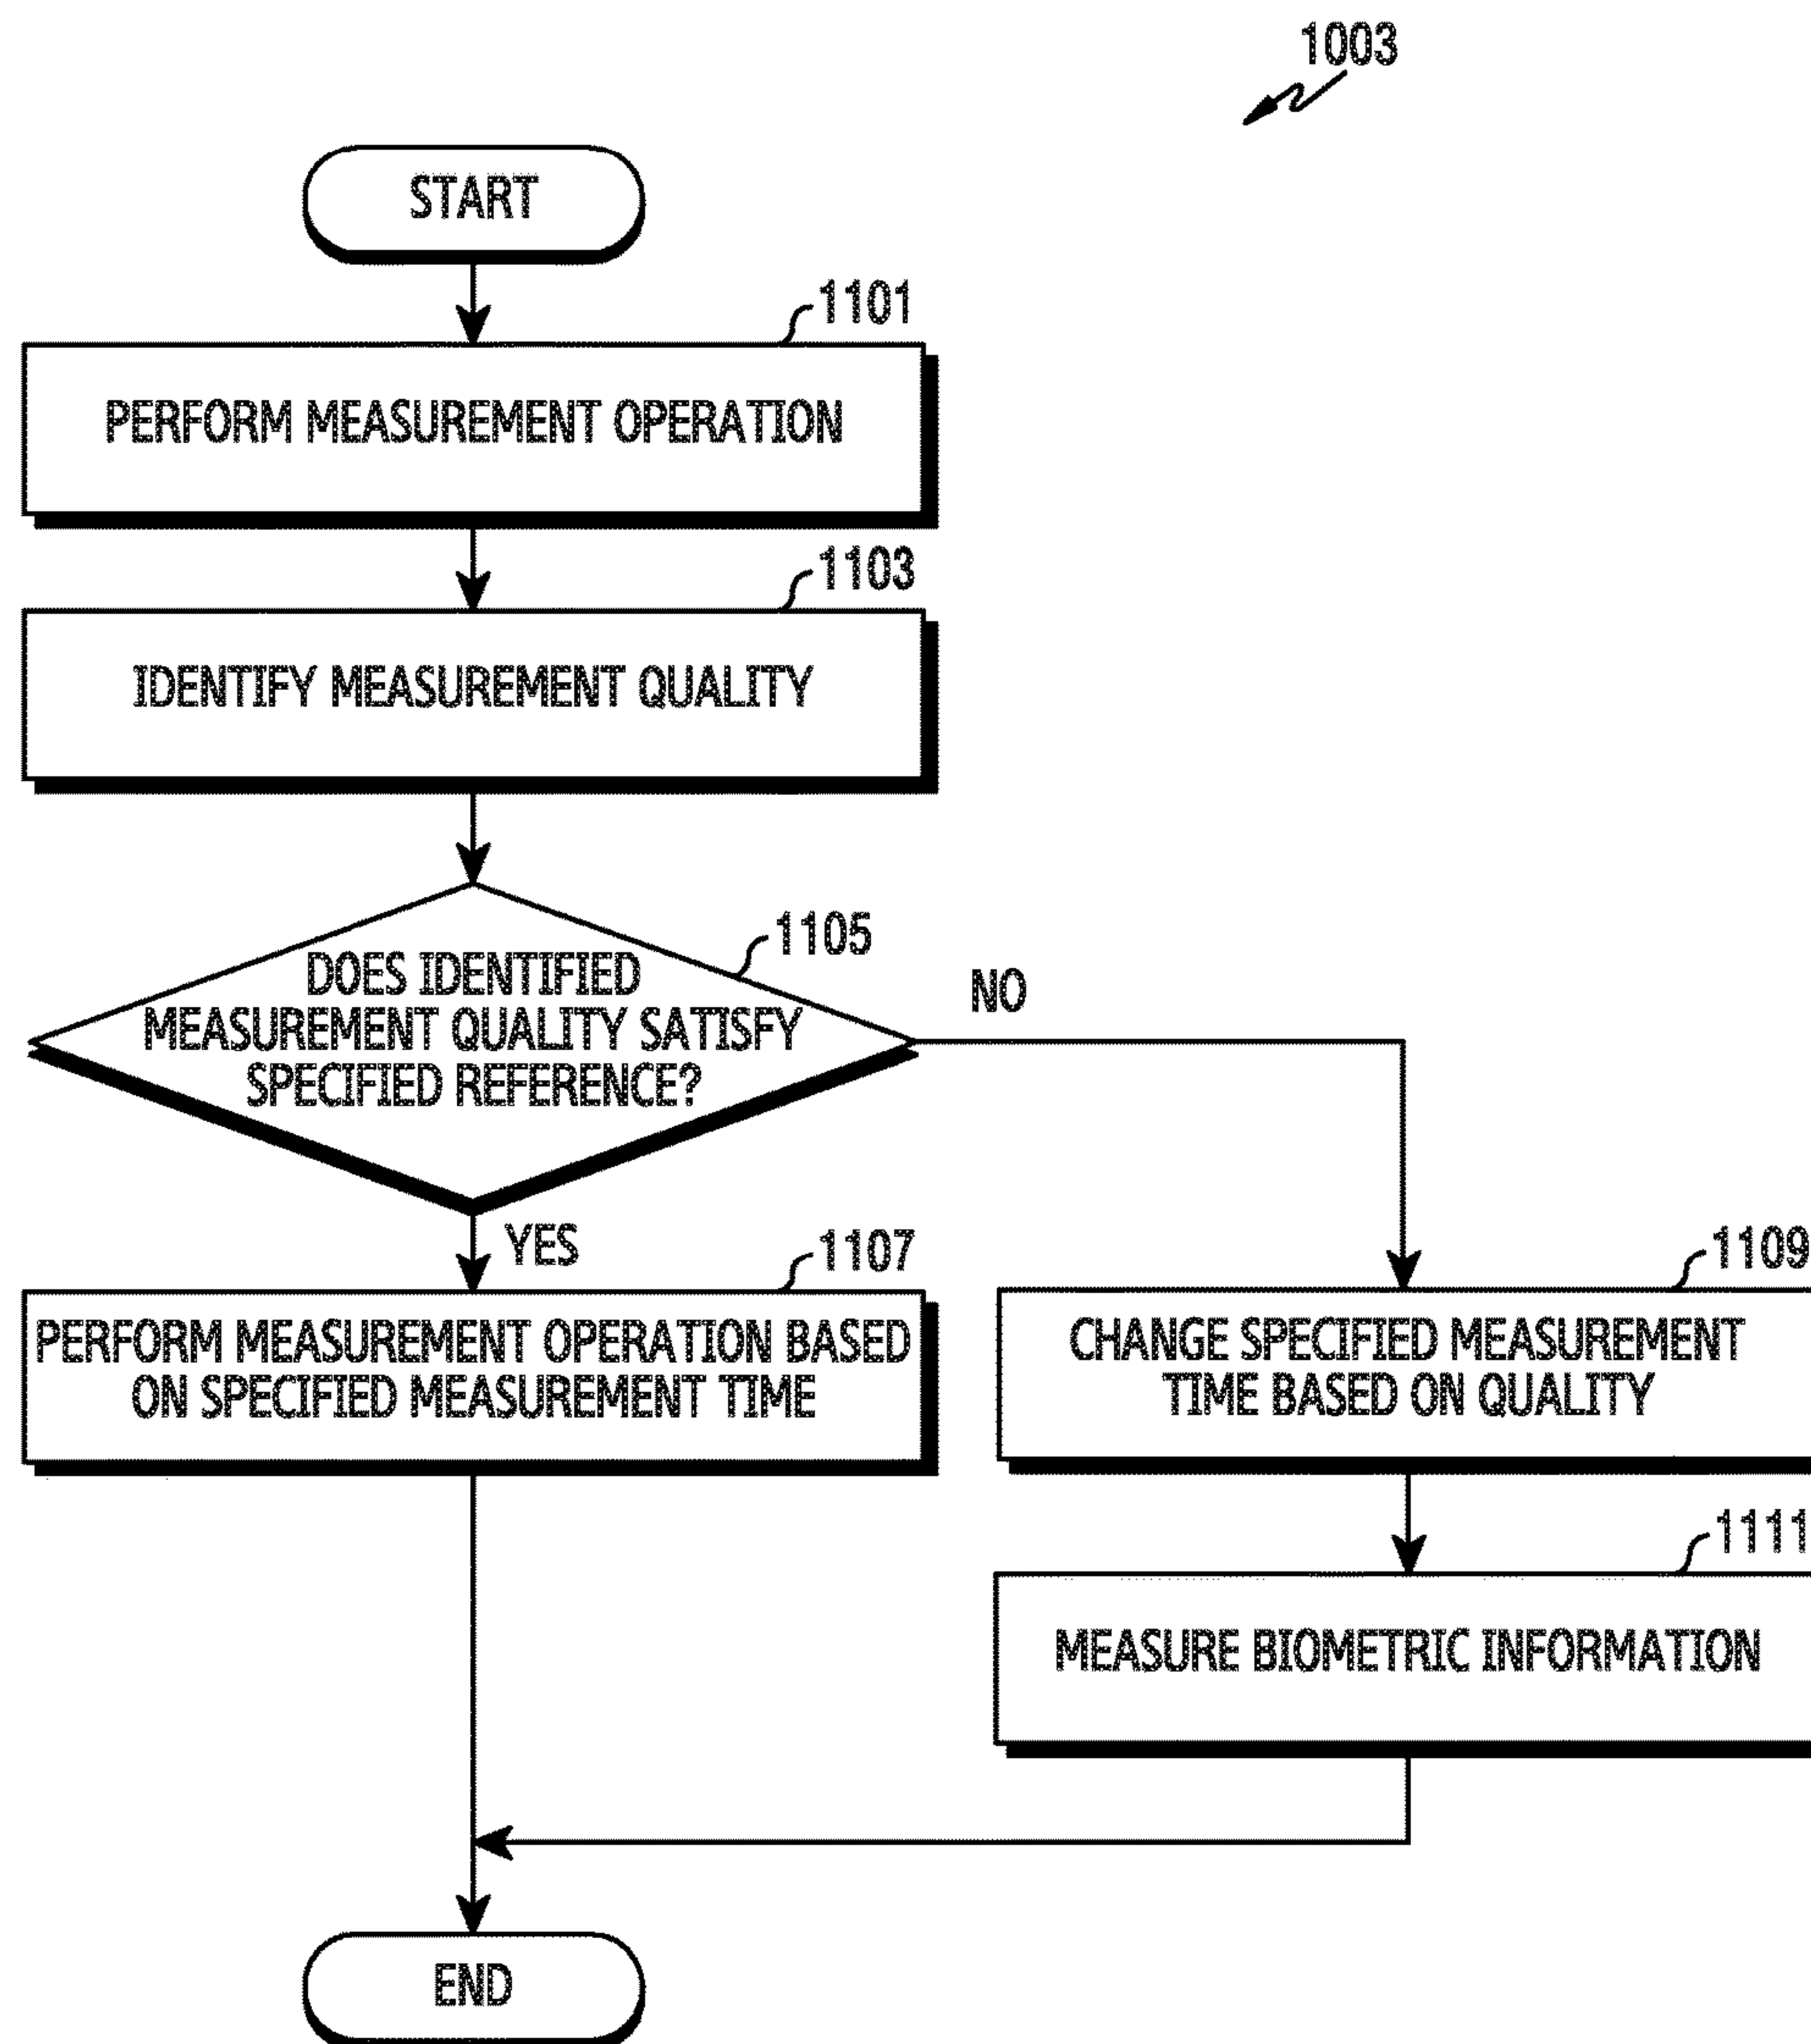 1003
START
1101
PERFORM MEASUREMENT OPERATION
1103
IDENTIFY MEASUREMENT QUALITY
1105
DOES IDENTIFIED
MEASUREMENT QUALITY SATISFY
SPECIFIED REFERENCE?
NO
YES
1107
PERFORM MEASUREMENT OPERATION BASED
ON SPECIFIED MEASUREMENT TIME
1109
CHANGE SPECIFIED MEASUREMENT
TIME BASED ON QUALITY
1111
MEASURE BIOMETRIC INFORMATION
END